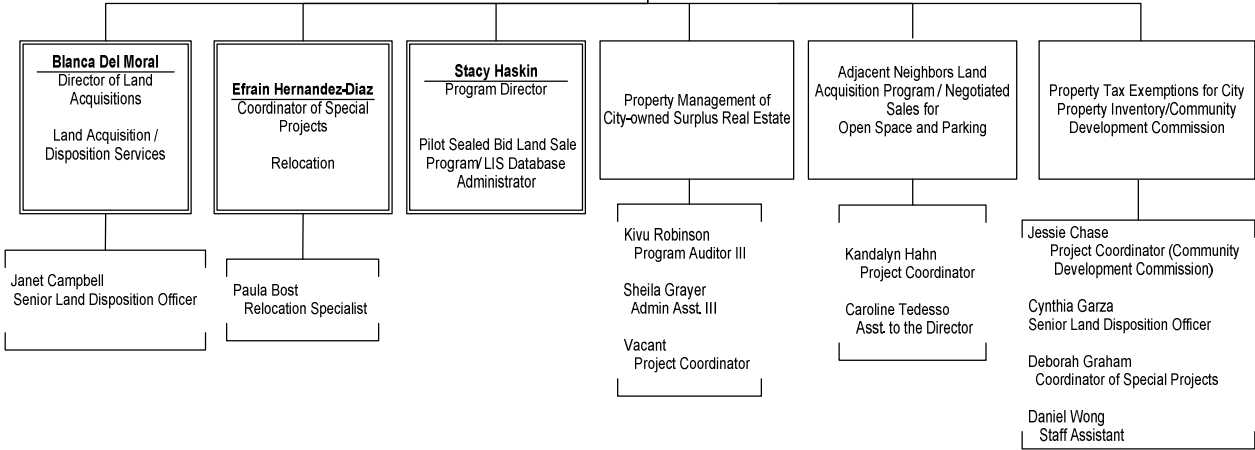 Blanca Del Moral
Director of Land
Acquisitions
Land Acquisition /
Disposition Services
Janet Campbell
Senior Land Disposition Officer
Efrain Hernandez-Diaz
Coordinator of Special
Projects
Relocation
Paula Bost
Relocation Specialist
Stacy Haskin
Program Director
Pilot Sealed Bid Land Sale
Program/ LIS Database
Administrator
Property Management of
City-owned Surplus Real Estate
Kivu Robinson
Program Auditor III
Sheila Grayer
Admin Asst. III
Vacant
Project Coordinator
Adjacent Neighbors Land
Acquisition Program / Negotiated
Sales for
Open Space and Parking
Kandalyn Hahn
Project Coordinator
Caroline Tedesso
Asst. to the Director
Property Tax Exemptions for City
Property Inventory/Community
Development Commission
Jessie Chase
Project Coordinator (Community
Development Commission)
Cynthia Garza
Senior Land Disposition Officer
Deborah Graham
Coordinator of Special Projects
Daniel Wong
Staff Assistant